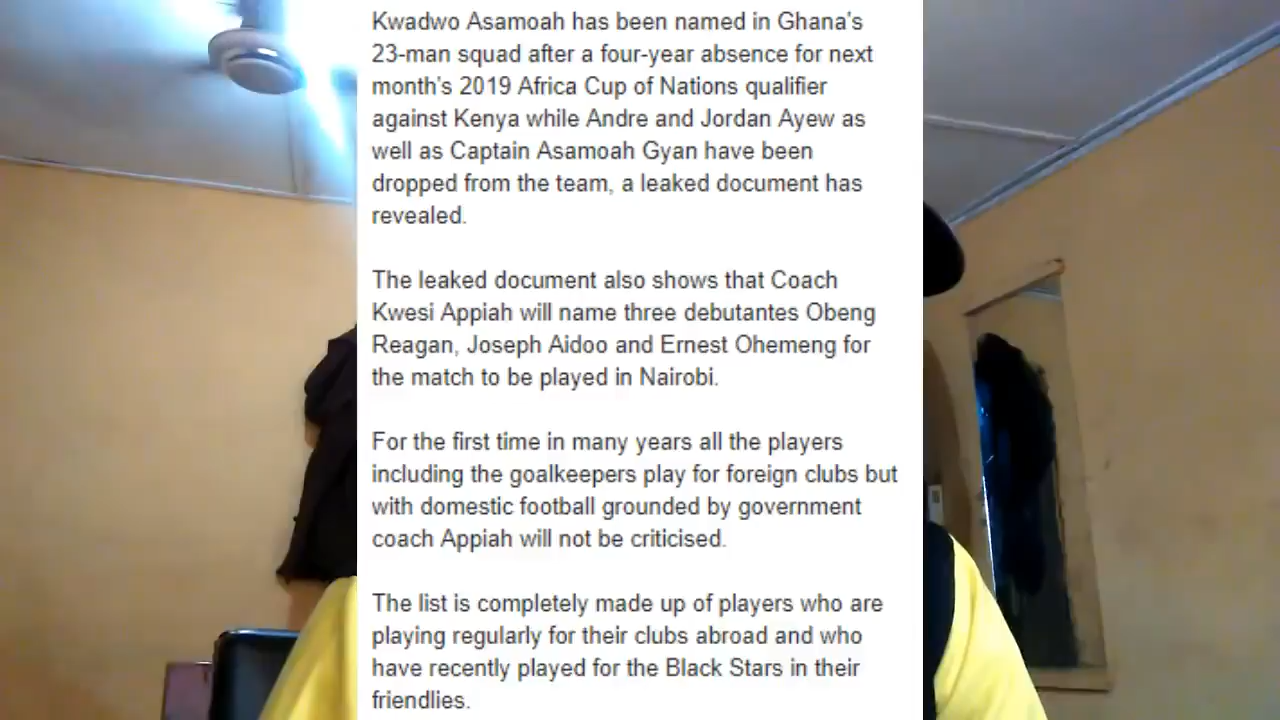 Kwadwo Asamoah has been named in Ghana's
23-man squad after a four-year absence for next
month's 2019 Africa Cup of Nations qualifier
against Kenya while Andre and Jordan Ayew as
well as Captain Asamoah Gyan have been
dropped from the team, a leaked document has
revealed.
The leaked document also shows that Coach
Kwesi Appiah will name three debutantes Obeng
Reagan, Joseph Aidoo and Ernest Ohemeng for
the match to be played in Nairobi.
For the first time in many years all the players
including the goalkeepers play for foreign clubs but
with domestic football grounded by government
coach Appiah will not be criticised.
The list is completely made up of players who are
playing regularly for their clubs abroad and who
have recently played for the Black Stars in their
friendlies.